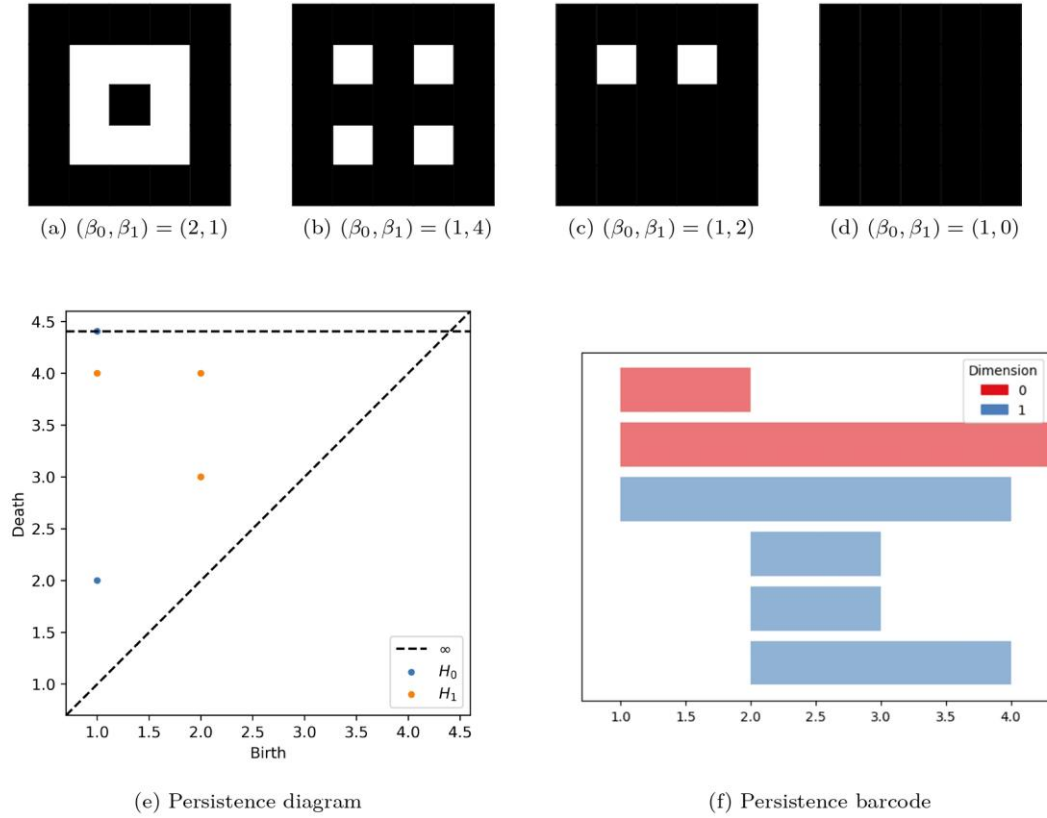 (a) (β₀, β₁) = (2, 1)
(b) (β₀, β₁) = (1, 4)
(c) (β₀, β₁) = (1, 2)
(d) (β₀, β₁) = (1, 0)
4.5
4.0
3.5
3.0
2.5
2.0
1.5
1.0
Death
∞
H₀
H₁
1.0 1.5 2.0 2.5 3.0 3.5 4.0 4.5
Birth
Dimension
0
1
1.0 1.5 2.0 2.5 3.0 3.5 4.0
(e) Persistence diagram
(f) Persistence barcode